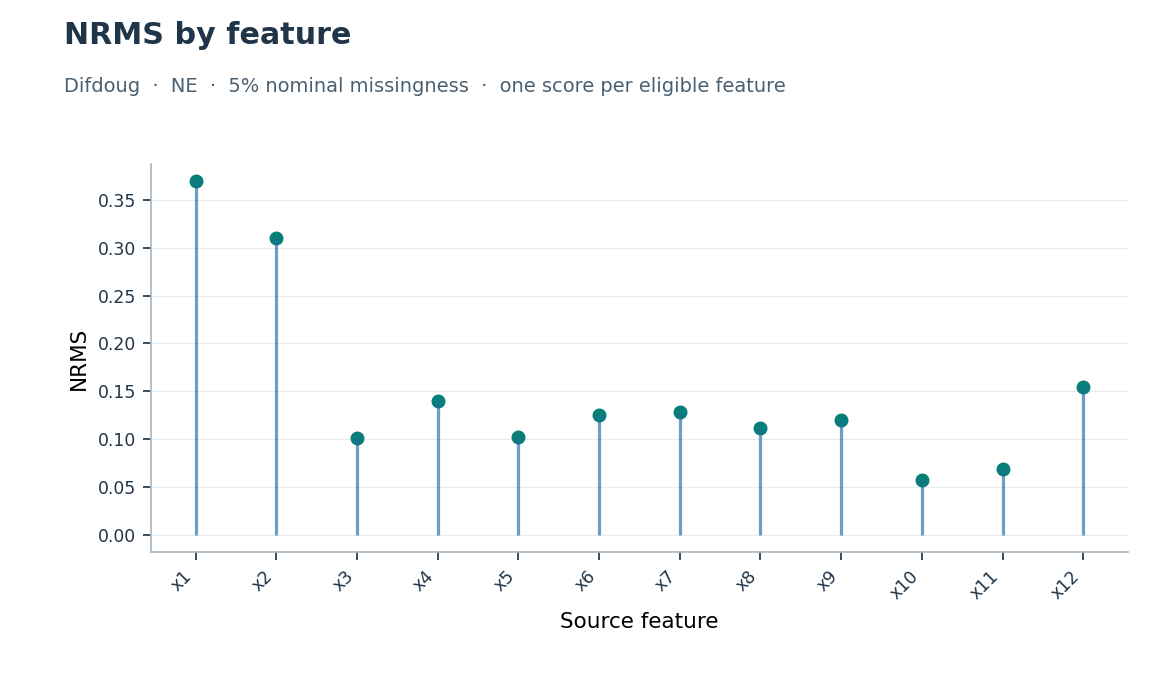 NRMS by feature
Difdoug · NE · 5% nominal missingness · one score per eligible feature
NRMS
0.35
0.30
0.25
0.20
0.15
0.10
0.05
0.00
x1 x2 x3 x4 x5 x6 x7 x8 x9 x10 x11 x12
Source feature